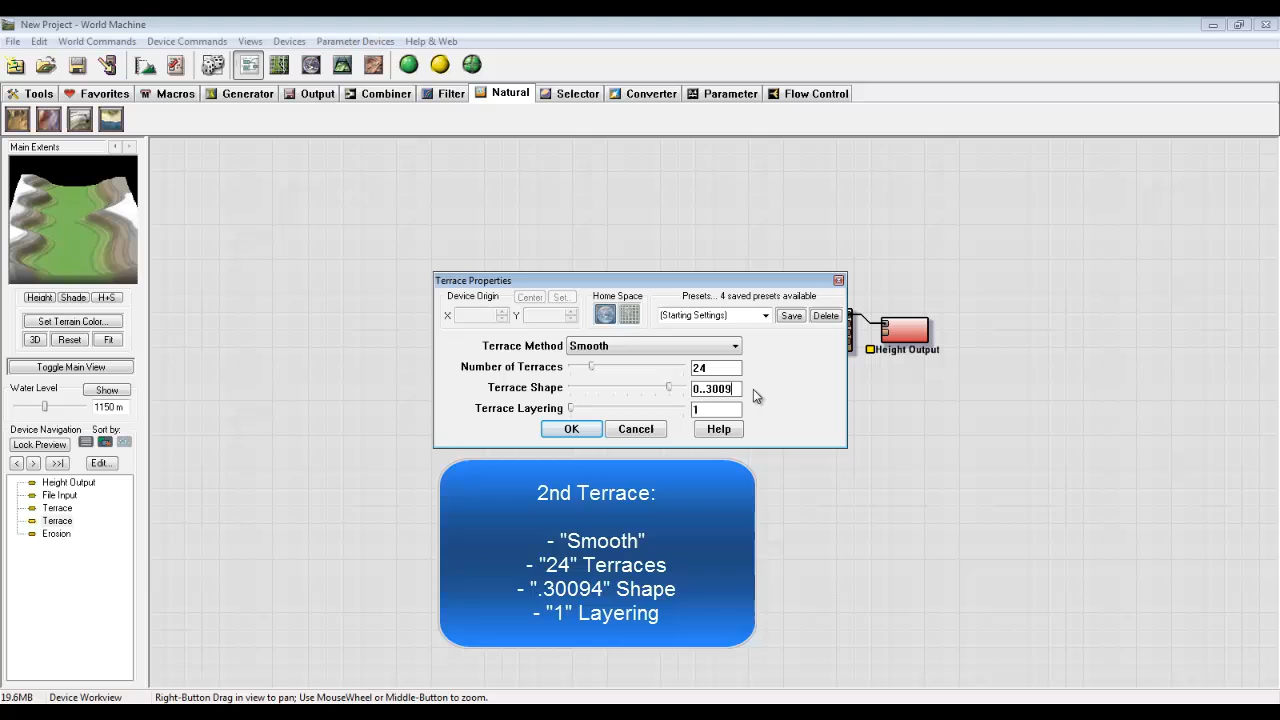 New Project - World Machine
File Edit World Commands Device Commands Views Devices Parameter Devices Help & Web
Tools Favorites Macros Generator Output Combiner Filter Natural Selector Converter Parameter Flow Control
Main Extents
Height Shade H+S
Set Terrain Color...
3D Reset Fit
Toggle Main View
Water Level Show
1150 m
Device Navigation Sort by:
Lock Preview
< > >>| Edit...
Height Output
File Input
Terrace
Terrace
Erosion
Terrace Properties
Device Origin Center Set... Home Space Presets... 4 saved presets available
X Y (Starting Settings) Save Delete
Terrace Method Smooth
Number of Terraces 24
Terrace Shape 0..3009
Terrace Layering 1
OK Cancel Help
Height Output
2nd Terrace:
- "Smooth"
- "24" Terraces
- ".30094" Shape
- "1" Layering
19.6MB Device Workview Right-Button Drag in view to pan; Use MouseWheel or Middle-Button to zoom.